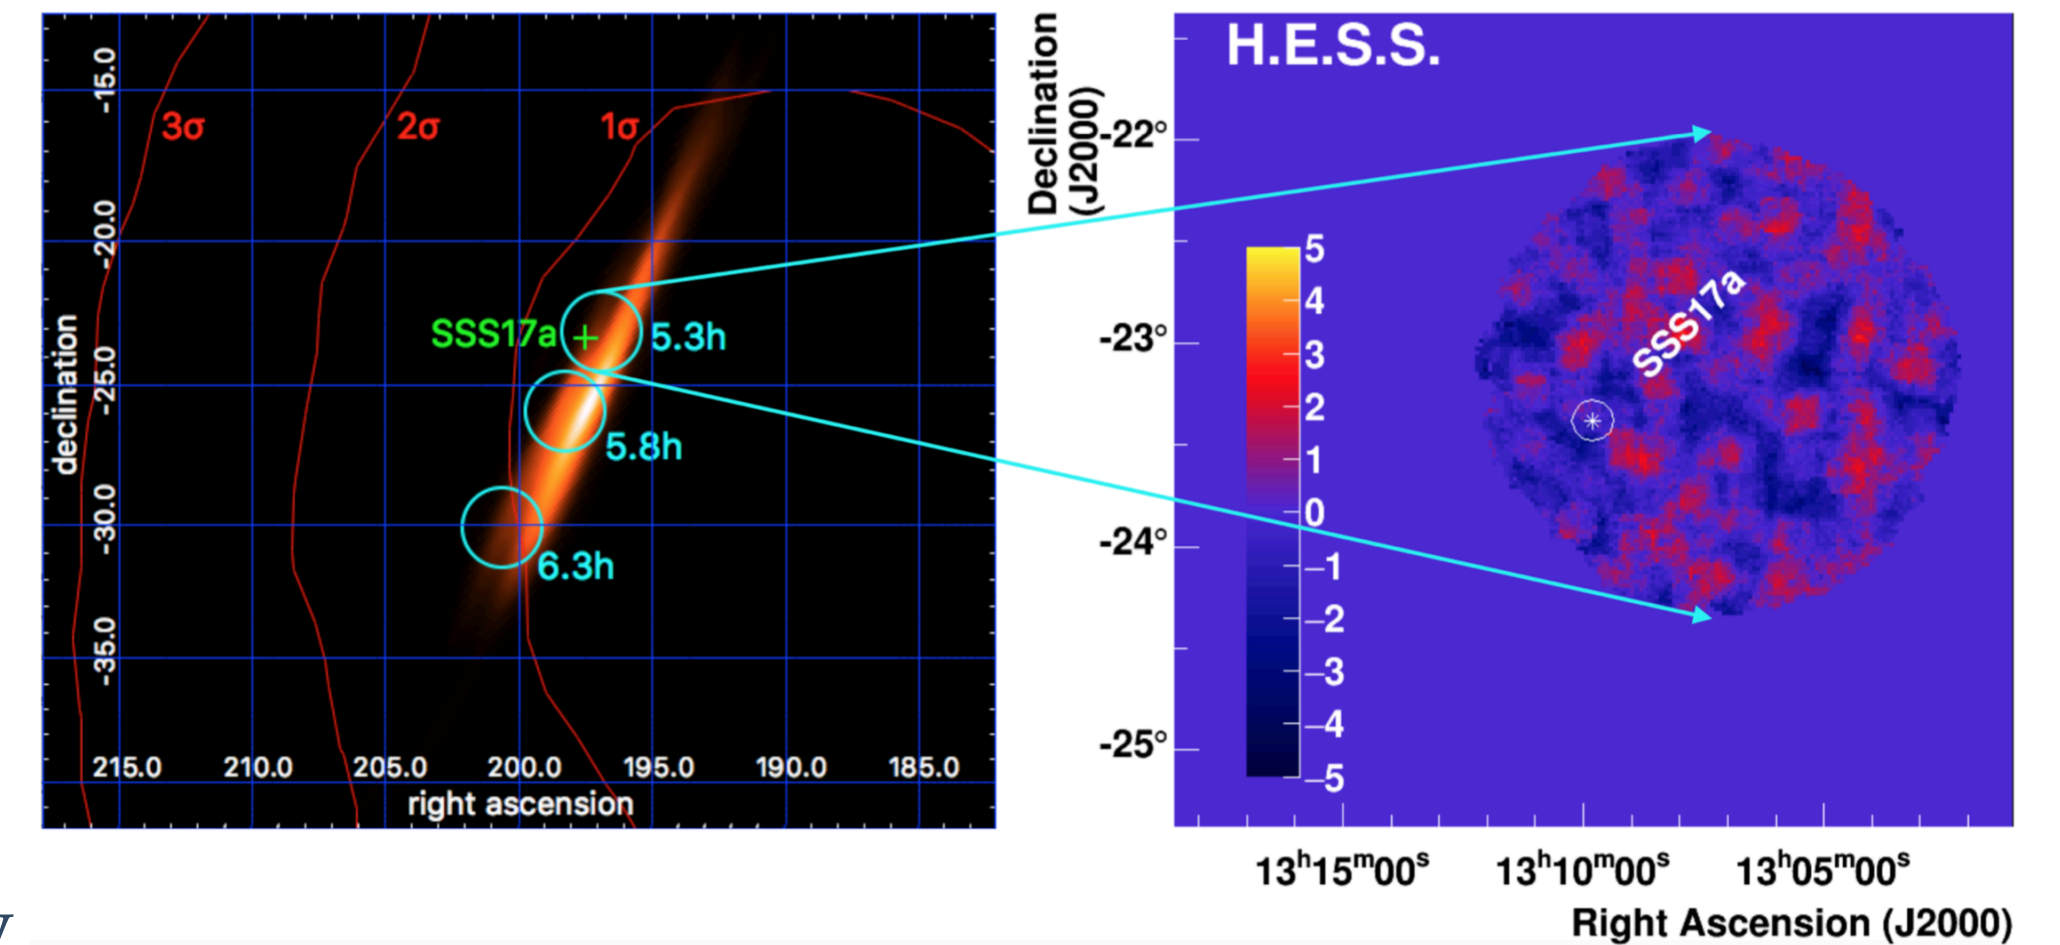 -15.0
-20.0
-25.0
-30.0
-35.0
declination
3σ
2σ
1σ
SSS17a
5.3h
5.8h
6.3h
215.0 210.0 205.0 200.0 195.0 190.0 185.0
right ascension
H.E.S.S.
Declination
(J2000)
-22°
-23°
-24°
-25°
5
4
3
2
1
0
−1
−2
−3
−4
−5
SSS17a
13h15m00s 13h10m00s 13h05m00s
Right Ascension (J2000)